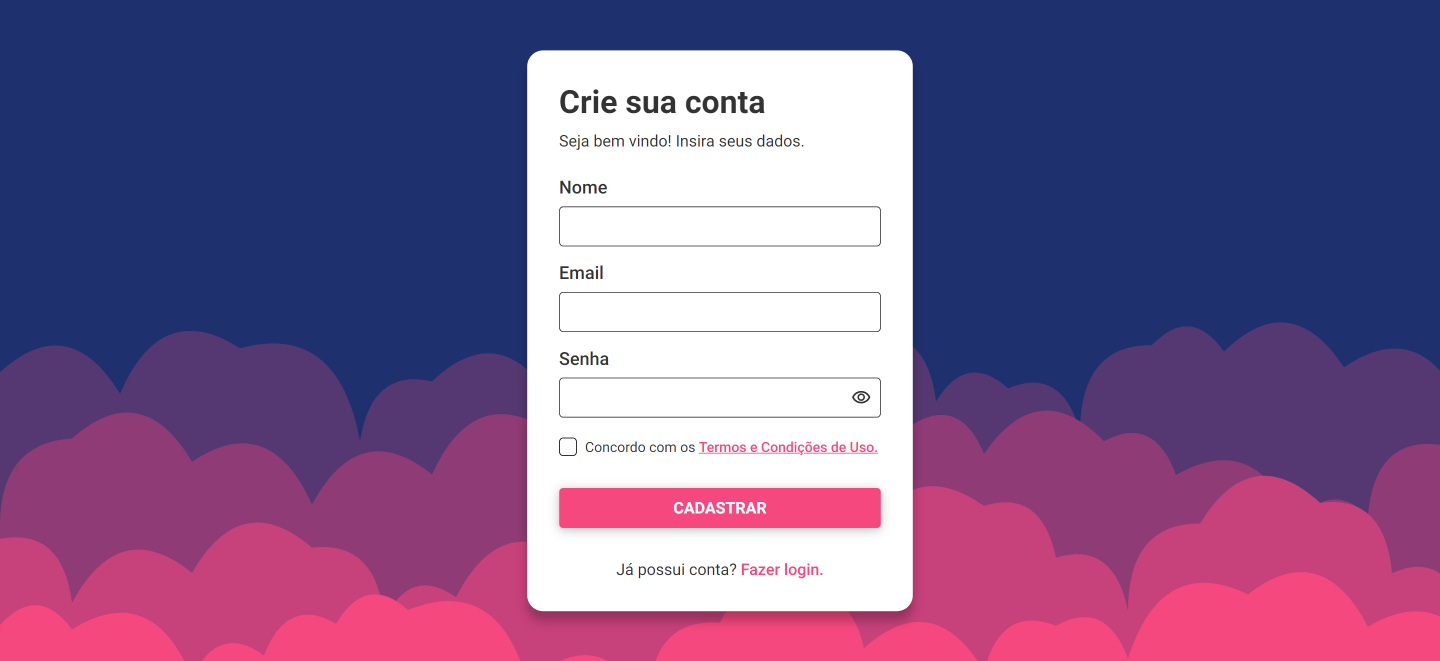 Crie sua conta
Seja bem vindo! Insira seus dados.
Nome
Email
Senha
Concordo com os Termos e Condições de Uso.
CADASTRAR
Já possui conta? Fazer login.